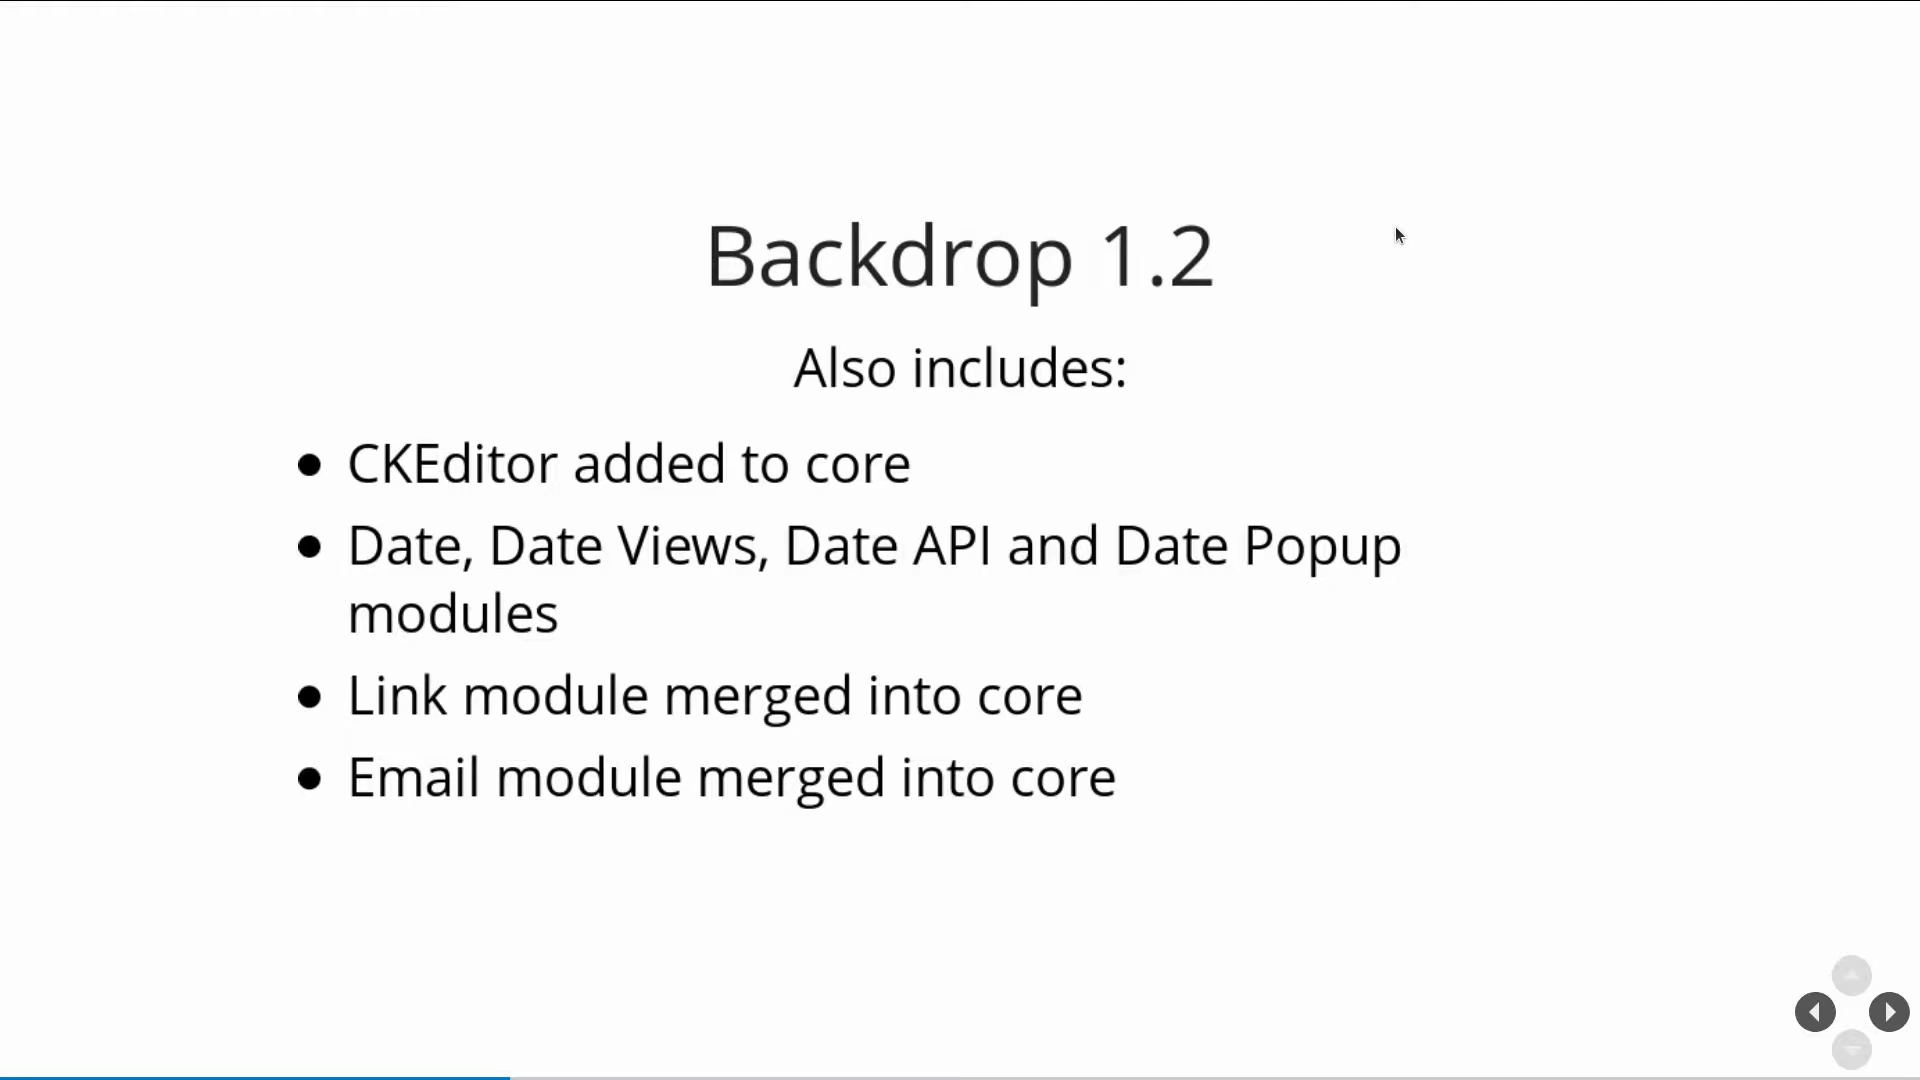 Backdrop 1.2
Also includes:
• CKEditor added to core
• Date, Date Views, Date API and Date Popup
modules
• Link module merged into core
• Email module merged into core